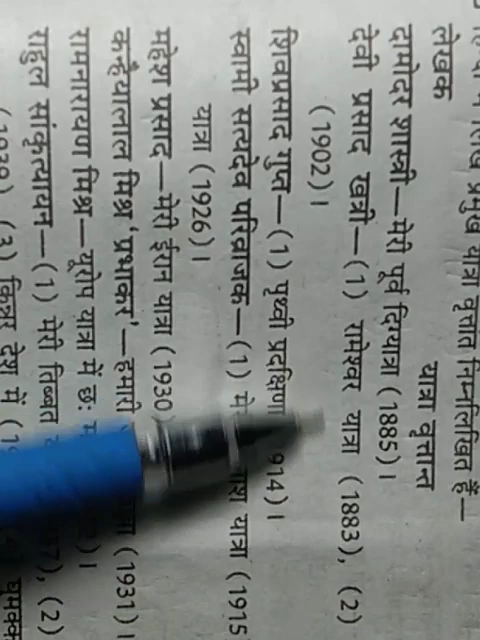 प्रमुख यात्रा वृत्तांत निम्नलिखित हैं—
लेखक यात्रा वृत्तान्त
दामोदर शास्त्री—मेरी पूर्व दिग्यात्रा (1885)।
देवी प्रसाद खत्री—(1) रामेश्वर यात्रा (1883), (2)
(1902)।
शिवप्रसाद गुप्त—(1) पृथ्वी प्रदक्षिणा 914)।
स्वामी सत्यदेव परिव्राजक—(1) यात्रा (1915
यात्रा (1926)।
महेश प्रसाद—मेरी ईरान यात्रा (1930)
कन्हैयालाल मिश्र 'प्रभाकर'—हमारी (1931)।
रामनारायण मिश्र—यूरोप यात्रा में छः
राहुल सांकृत्यायन—(1) मेरी तिब्बत (2)
(1939), (3) किन्नर देश में